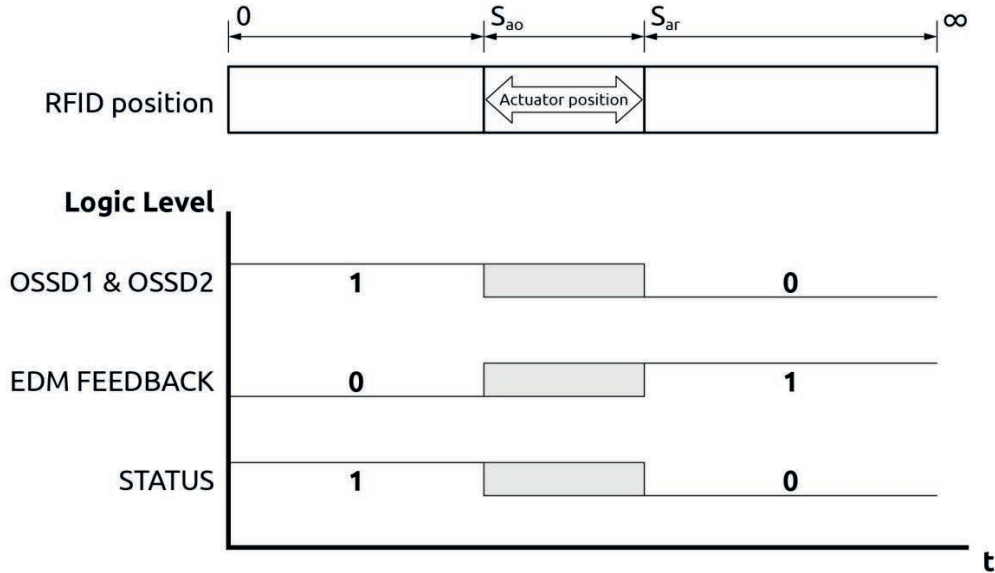 0 Sao Sar ∞
RFID position
Actuator position
Logic Level
OSSD1 & OSSD2 1 0
EDM FEEDBACK 0 1
STATUS 1 0
t